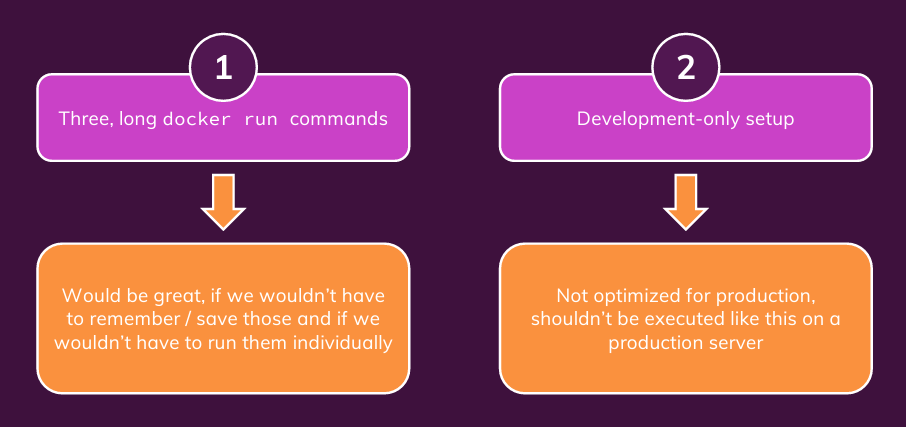 1
Three, long docker run commands
Would be great, if we wouldn’t have
to remember / save those and if we
wouldn’t have to run them individually
2
Development-only setup
Not optimized for production,
shouldn’t be executed like this on a
production server